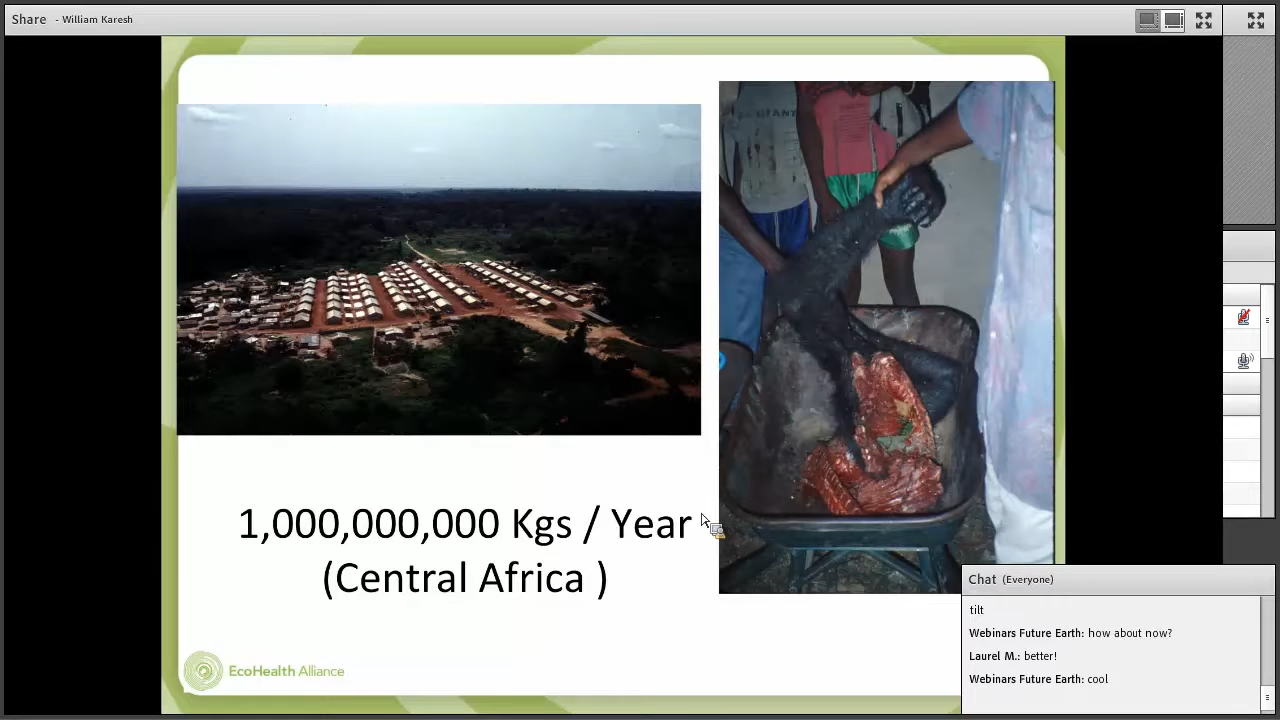 Share - William Karesh
1,000,000,000 Kgs / Year
(Central Africa )
EcoHealth Alliance
Chat (Everyone)
tilt
Webinars Future Earth: how about now?
Laurel M.: better!
Webinars Future Earth: cool